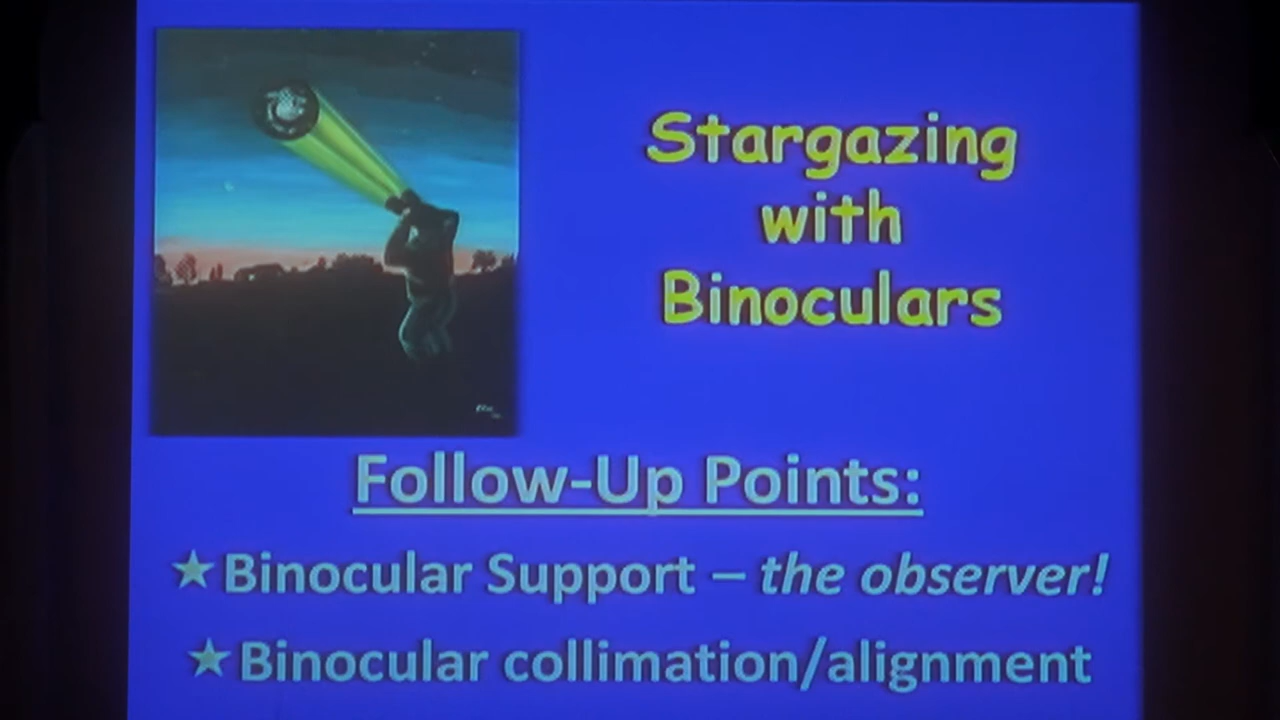 Stargazing
with
Binoculars
Follow-Up Points:
★Binocular Support – the observer!
★Binocular collimation/alignment